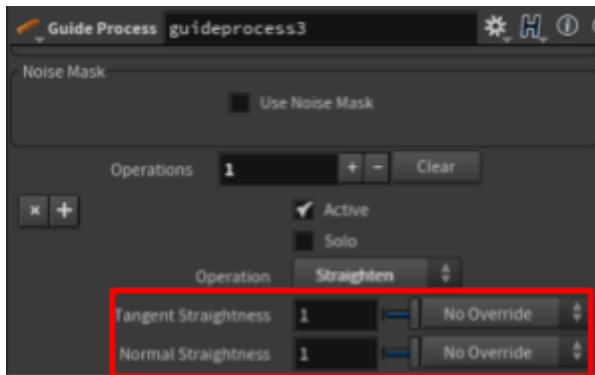 Guide Process guideprocess3
Noise Mask
Use Noise Mask
Operations 1 + - Clear
× + Active
Solo
Operation Straighten
Tangent Straightness 1 No Override
Normal Straightness 1 No Override